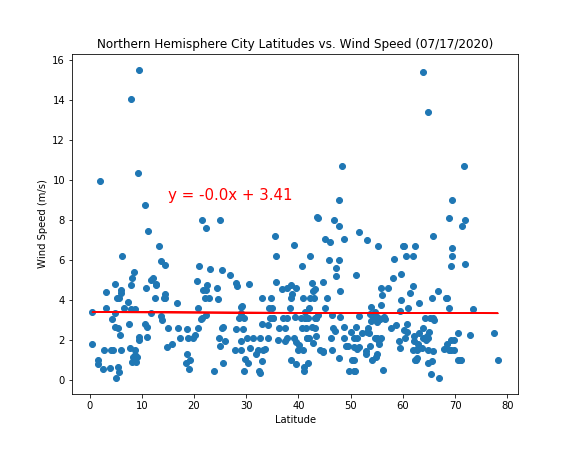 Northern Hemisphere City Latitudes vs. Wind Speed (07/17/2020)
16
14
12
10
8
6
4
2
0
Wind Speed (m/s)
y = -0.0x + 3.41
0 10 20 30 40 50 60 70 80
Latitude